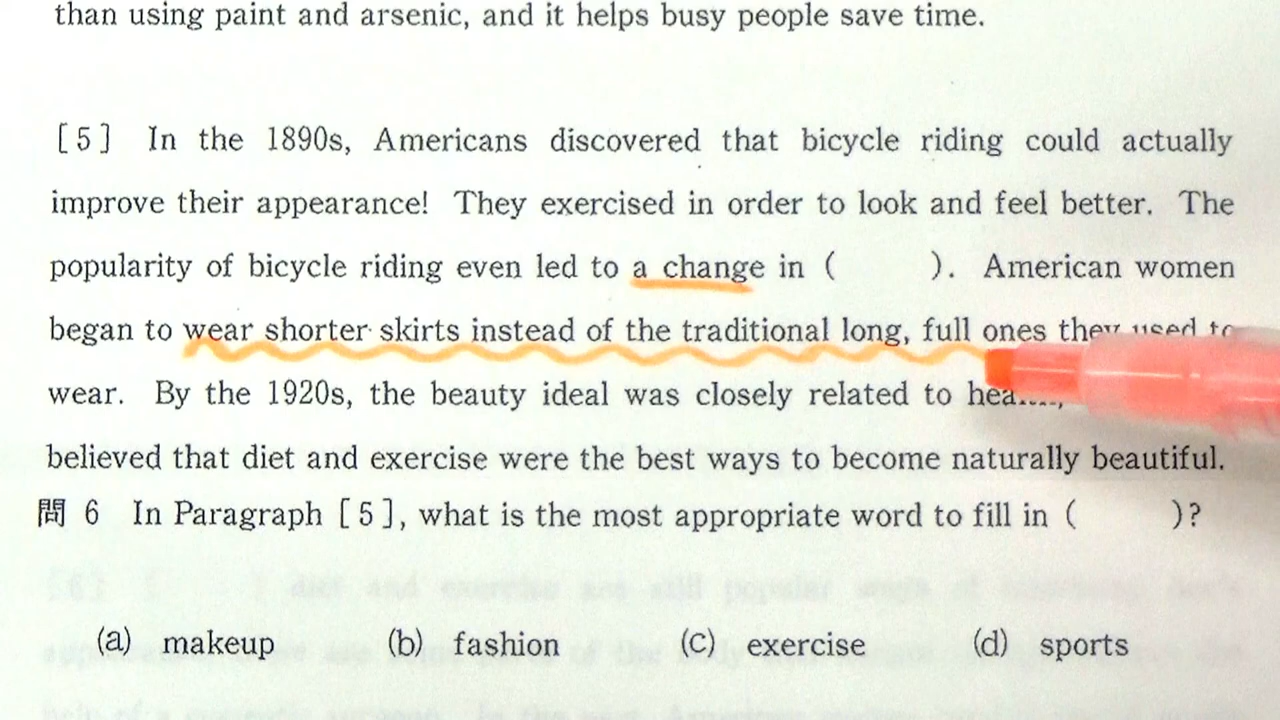 than using paint and arsenic, and it helps busy people save time.
[5] In the 1890s, Americans discovered that bicycle riding could actually
improve their appearance! They exercised in order to look and feel better. The
popularity of bicycle riding even led to a change in (　　). American women
began to wear shorter skirts instead of the traditional long, full ones they used to
wear. By the 1920s, the beauty ideal was closely related to
believed that diet and exercise were the best ways to become naturally beautiful.
問6 In Paragraph [5], what is the most appropriate word to fill in (　　)?
(a) makeup (b) fashion (c) exercise (d) sports